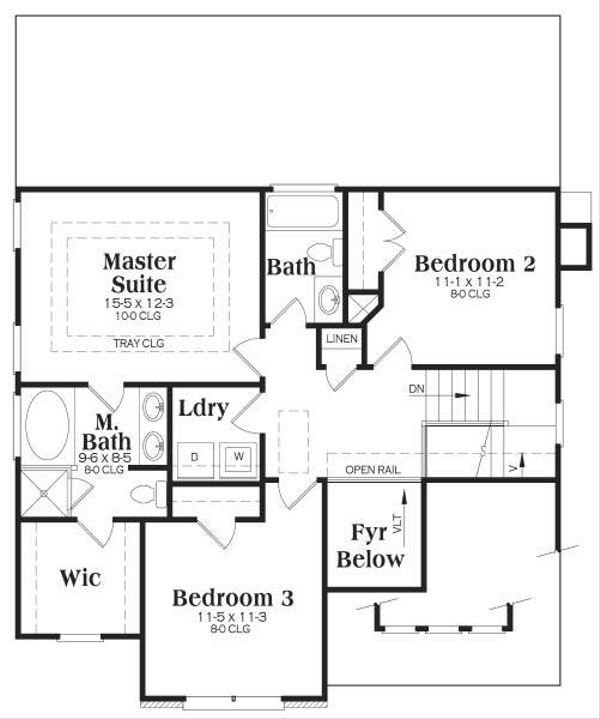 Master
Suite
15-5 x 12-3
10-0 CLG
TRAY CLG
Bath
Bedroom 2
11-1 x 11-2
8-0 CLG
LINEN
DN
Ldry
D
W
M.
Bath
9-6 x 8-5
8-0 CLG
OPEN RAIL
S
V
VLT
Fyr
Below
Wic
Bedroom 3
11-5 x 11-3
8-0 CLG